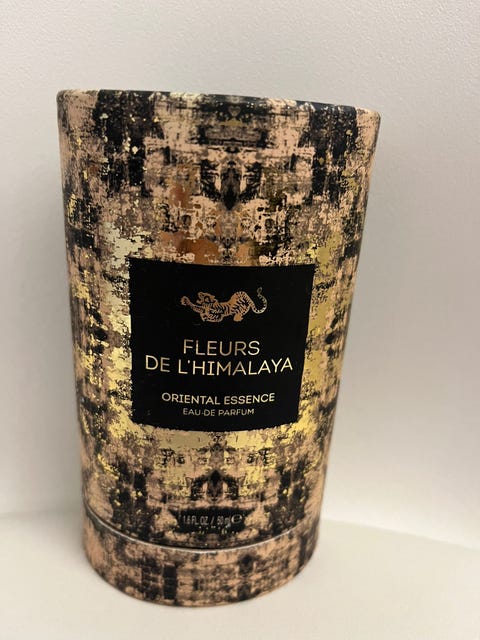 FLEURS
DE L'HIMALAYA
ORIENTAL ESSENCE
EAU DE PARFUM
1.6 FL.OZ. / 50 ml ℮